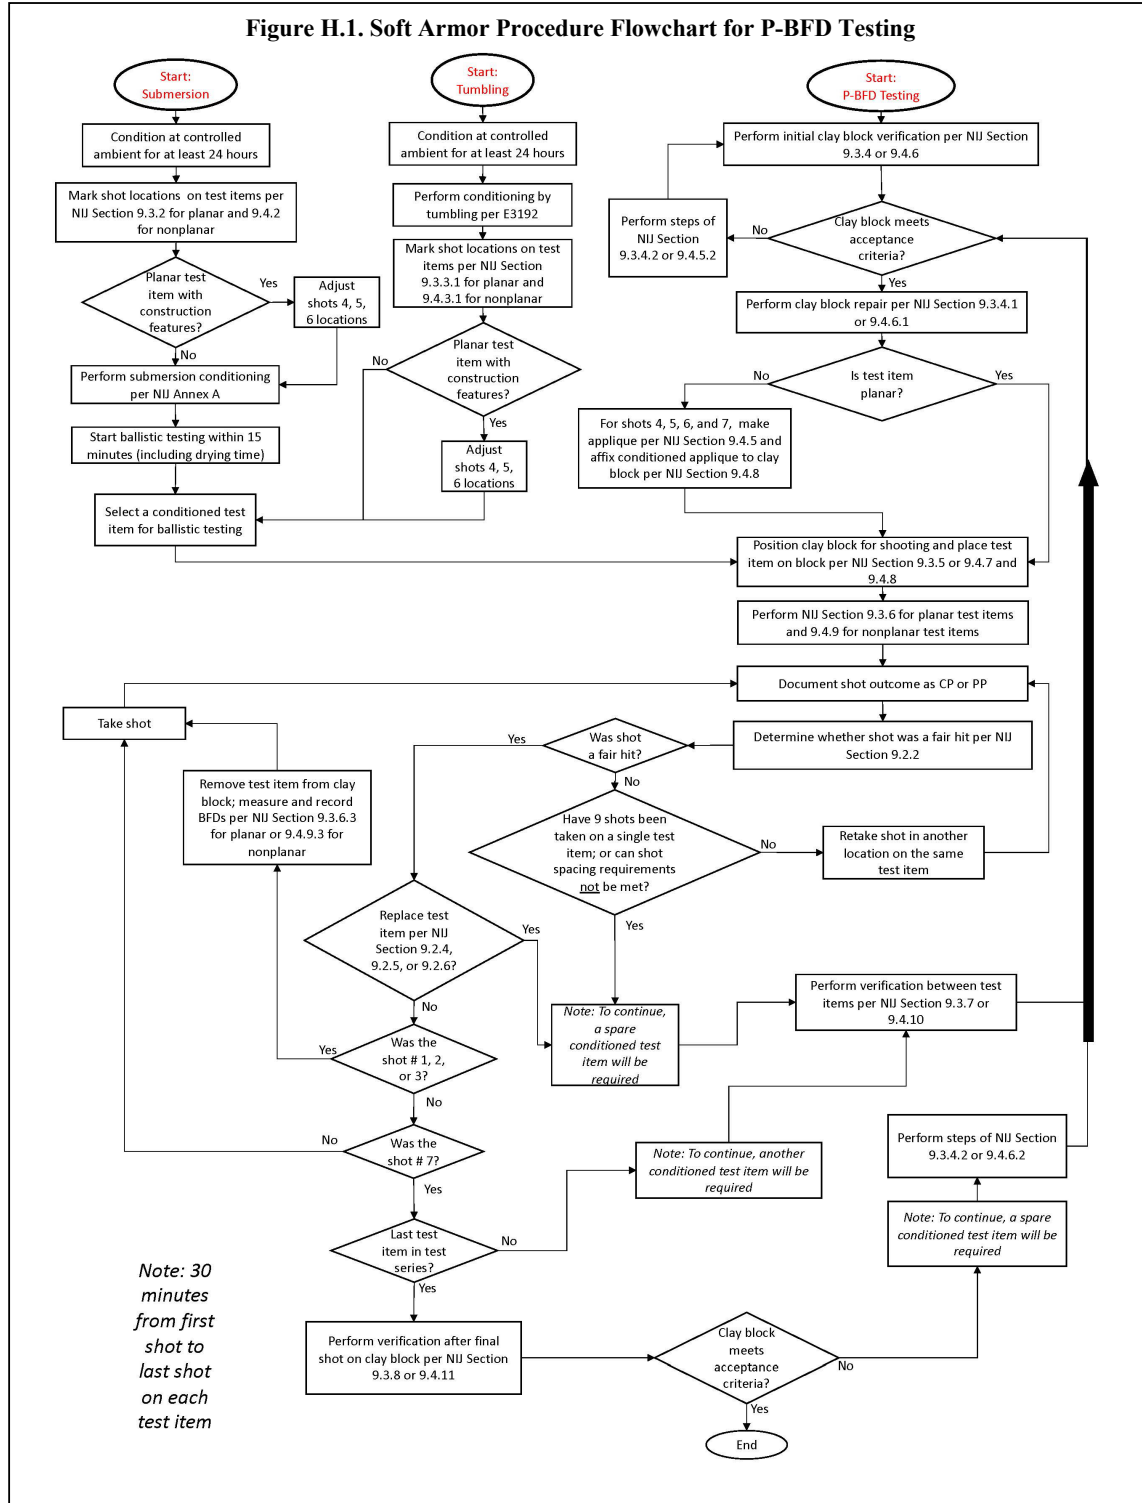 Figure H.1. Soft Armor Procedure Flowchart for P-BFD Testing
Start:
Submersion
Condition at controlled
ambient for at least 24 hours
Mark shot locations on test items per
NIJ Section 9.3.2 for planar and 9.4.2
for nonplanar
Planar test
item with
construction
features?
Yes
Adjust
shots 4, 5,
6 locations
No
Perform submersion conditioning
per NIJ Annex A
Start ballistic testing within 15
minutes (including drying time)
Select a conditioned test
item for ballistic testing
Start:
Tumbling
Condition at controlled
ambient for at least 24 hours
Perform conditioning by
tumbling per E3192
Mark shot locations on test
items per NIJ Section
9.3.3.1 for planar and
9.4.3.1 for nonplanar
No
Planar test
item with
construction
features?
Yes
Adjust
shots 4, 5,
6 locations
Start:
P-BFD Testing
Perform initial clay block verification per NIJ Section
9.3.4 or 9.4.6
Perform steps of
NIJ Section
9.3.4.2 or 9.4.5.2
No
Clay block meets
acceptance
criteria?
Yes
Perform clay block repair per NIJ Section 9.3.4.1
or 9.4.6.1
No
Is test item
planar?
Yes
For shots 4, 5, 6, and 7, make
applique per NIJ Section 9.4.5 and
affix conditioned applique to clay
block per NIJ Section 9.4.8
Position clay block for shooting and place test
item on block per NIJ Section 9.3.5 or 9.4.7 and
9.4.8
Perform NIJ Section 9.3.6 for planar test items
and 9.4.9 for nonplanar test items
Document shot outcome as CP or PP
Take shot
Determine whether shot was a fair hit per NIJ
Section 9.2.2
Yes
Was shot
a fair hit?
No
Remove test item from clay
block; measure and record
BFDs per NIJ Section 9.3.6.3
for planar or 9.4.9.3 for
nonplanar
Have 9 shots been
taken on a single test
item; or can shot
spacing requirements
not be met?
No
Retake shot in another
location on the same
test item
Yes
Replace test
item per NIJ
Section 9.2.4,
9.2.5, or 9.2.6?
Yes
No
Note: To continue,
a spare
conditioned test
item will be
required
Perform verification between test
items per NIJ Section 9.3.7 or
9.4.10
Yes
Was the
shot # 1, 2,
or 3?
No
No
Was the
shot # 7?
Yes
Note: To continue, another
conditioned test item will be
required
Perform steps of NIJ Section
9.3.4.2 or 9.4.6.2
Note: To continue, a spare
conditioned test item will be
required
Last test
item in test
series?
No
Yes
Note: 30
minutes
from first
shot to
last shot
on each
test item
Perform verification after final
shot on clay block per NIJ Section
9.3.8 or 9.4.11
Clay block
meets
acceptance
criteria?
No
Yes
End